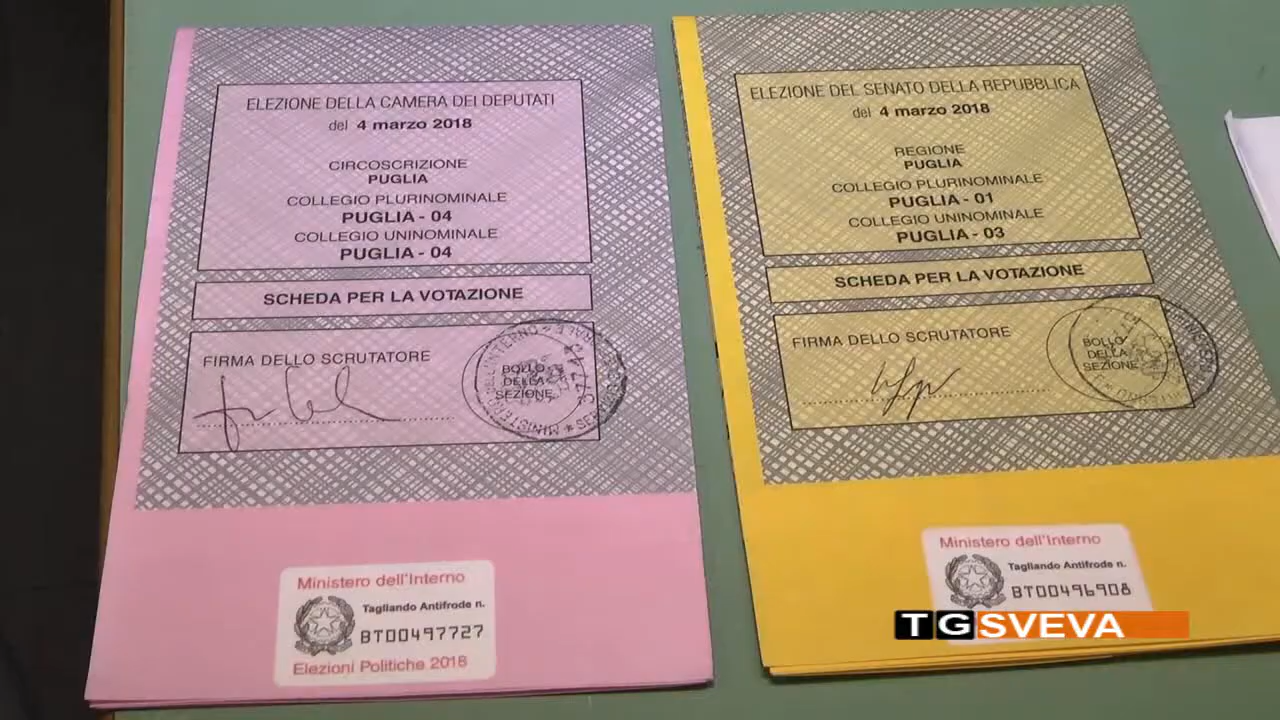 ELEZIONE DELLA CAMERA DEI DEPUTATI
del 4 marzo 2018
CIRCOSCRIZIONE
PUGLIA
COLLEGIO PLURINOMINALE
PUGLIA - 04
COLLEGIO UNINOMINALE
PUGLIA - 04
SCHEDA PER LA VOTAZIONE
FIRMA DELLO SCRUTATORE
BOLLO
DELLA
SEZIONE
Ministero dell'Interno
Tagliando Antifrode n.
BT00497727
Elezioni Politiche 2018
ELEZIONE DEL SENATO DELLA REPUBBLICA
del 4 marzo 2018
REGIONE
PUGLIA
COLLEGIO PLURINOMINALE
PUGLIA - 01
COLLEGIO UNINOMINALE
PUGLIA - 03
SCHEDA PER LA VOTAZIONE
FIRMA DELLO SCRUTATORE
BOLLO
DELLA
SEZIONE
Ministero dell'Interno
Tagliando Antifrode n.
BT00496908
TGSVEVA